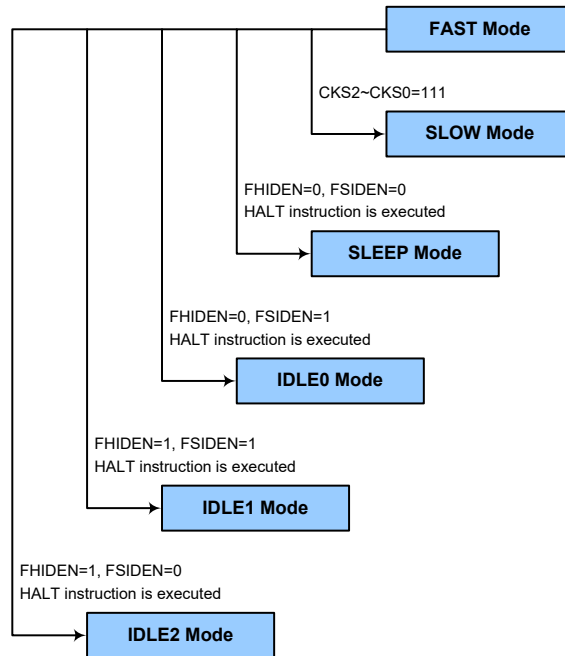 FAST Mode
CKS2~CKS0=111
SLOW Mode
FHIDEN=0, FSIDEN=0
HALT instruction is executed
SLEEP Mode
FHIDEN=0, FSIDEN=1
HALT instruction is executed
IDLE0 Mode
FHIDEN=1, FSIDEN=1
HALT instruction is executed
IDLE1 Mode
FHIDEN=1, FSIDEN=0
HALT instruction is executed
IDLE2 Mode